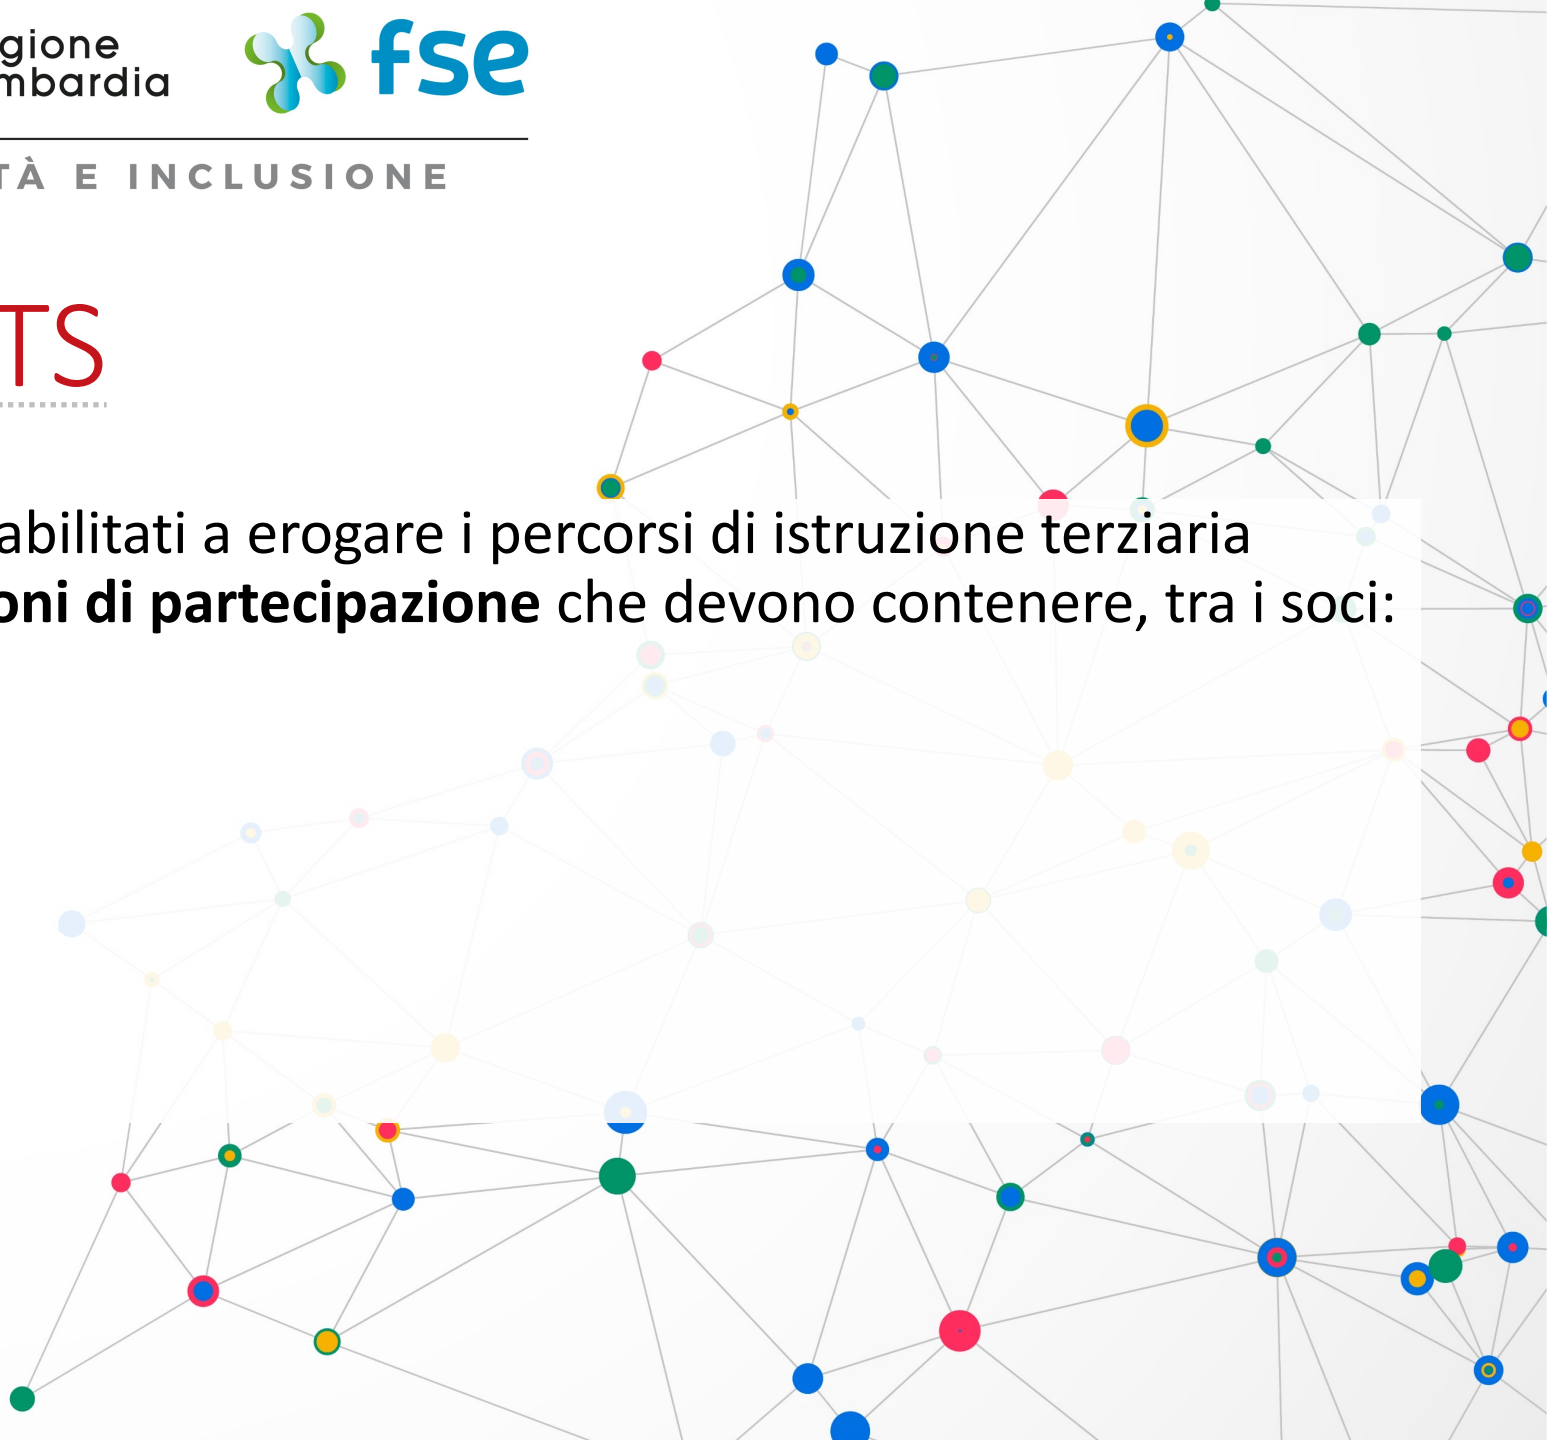 gione
mbardia
fse
TÀ E INCLUSIONE
TS
abilitati a erogare i percorsi di istruzione terziaria
oni di partecipazione che devono contenere, tra i soci: